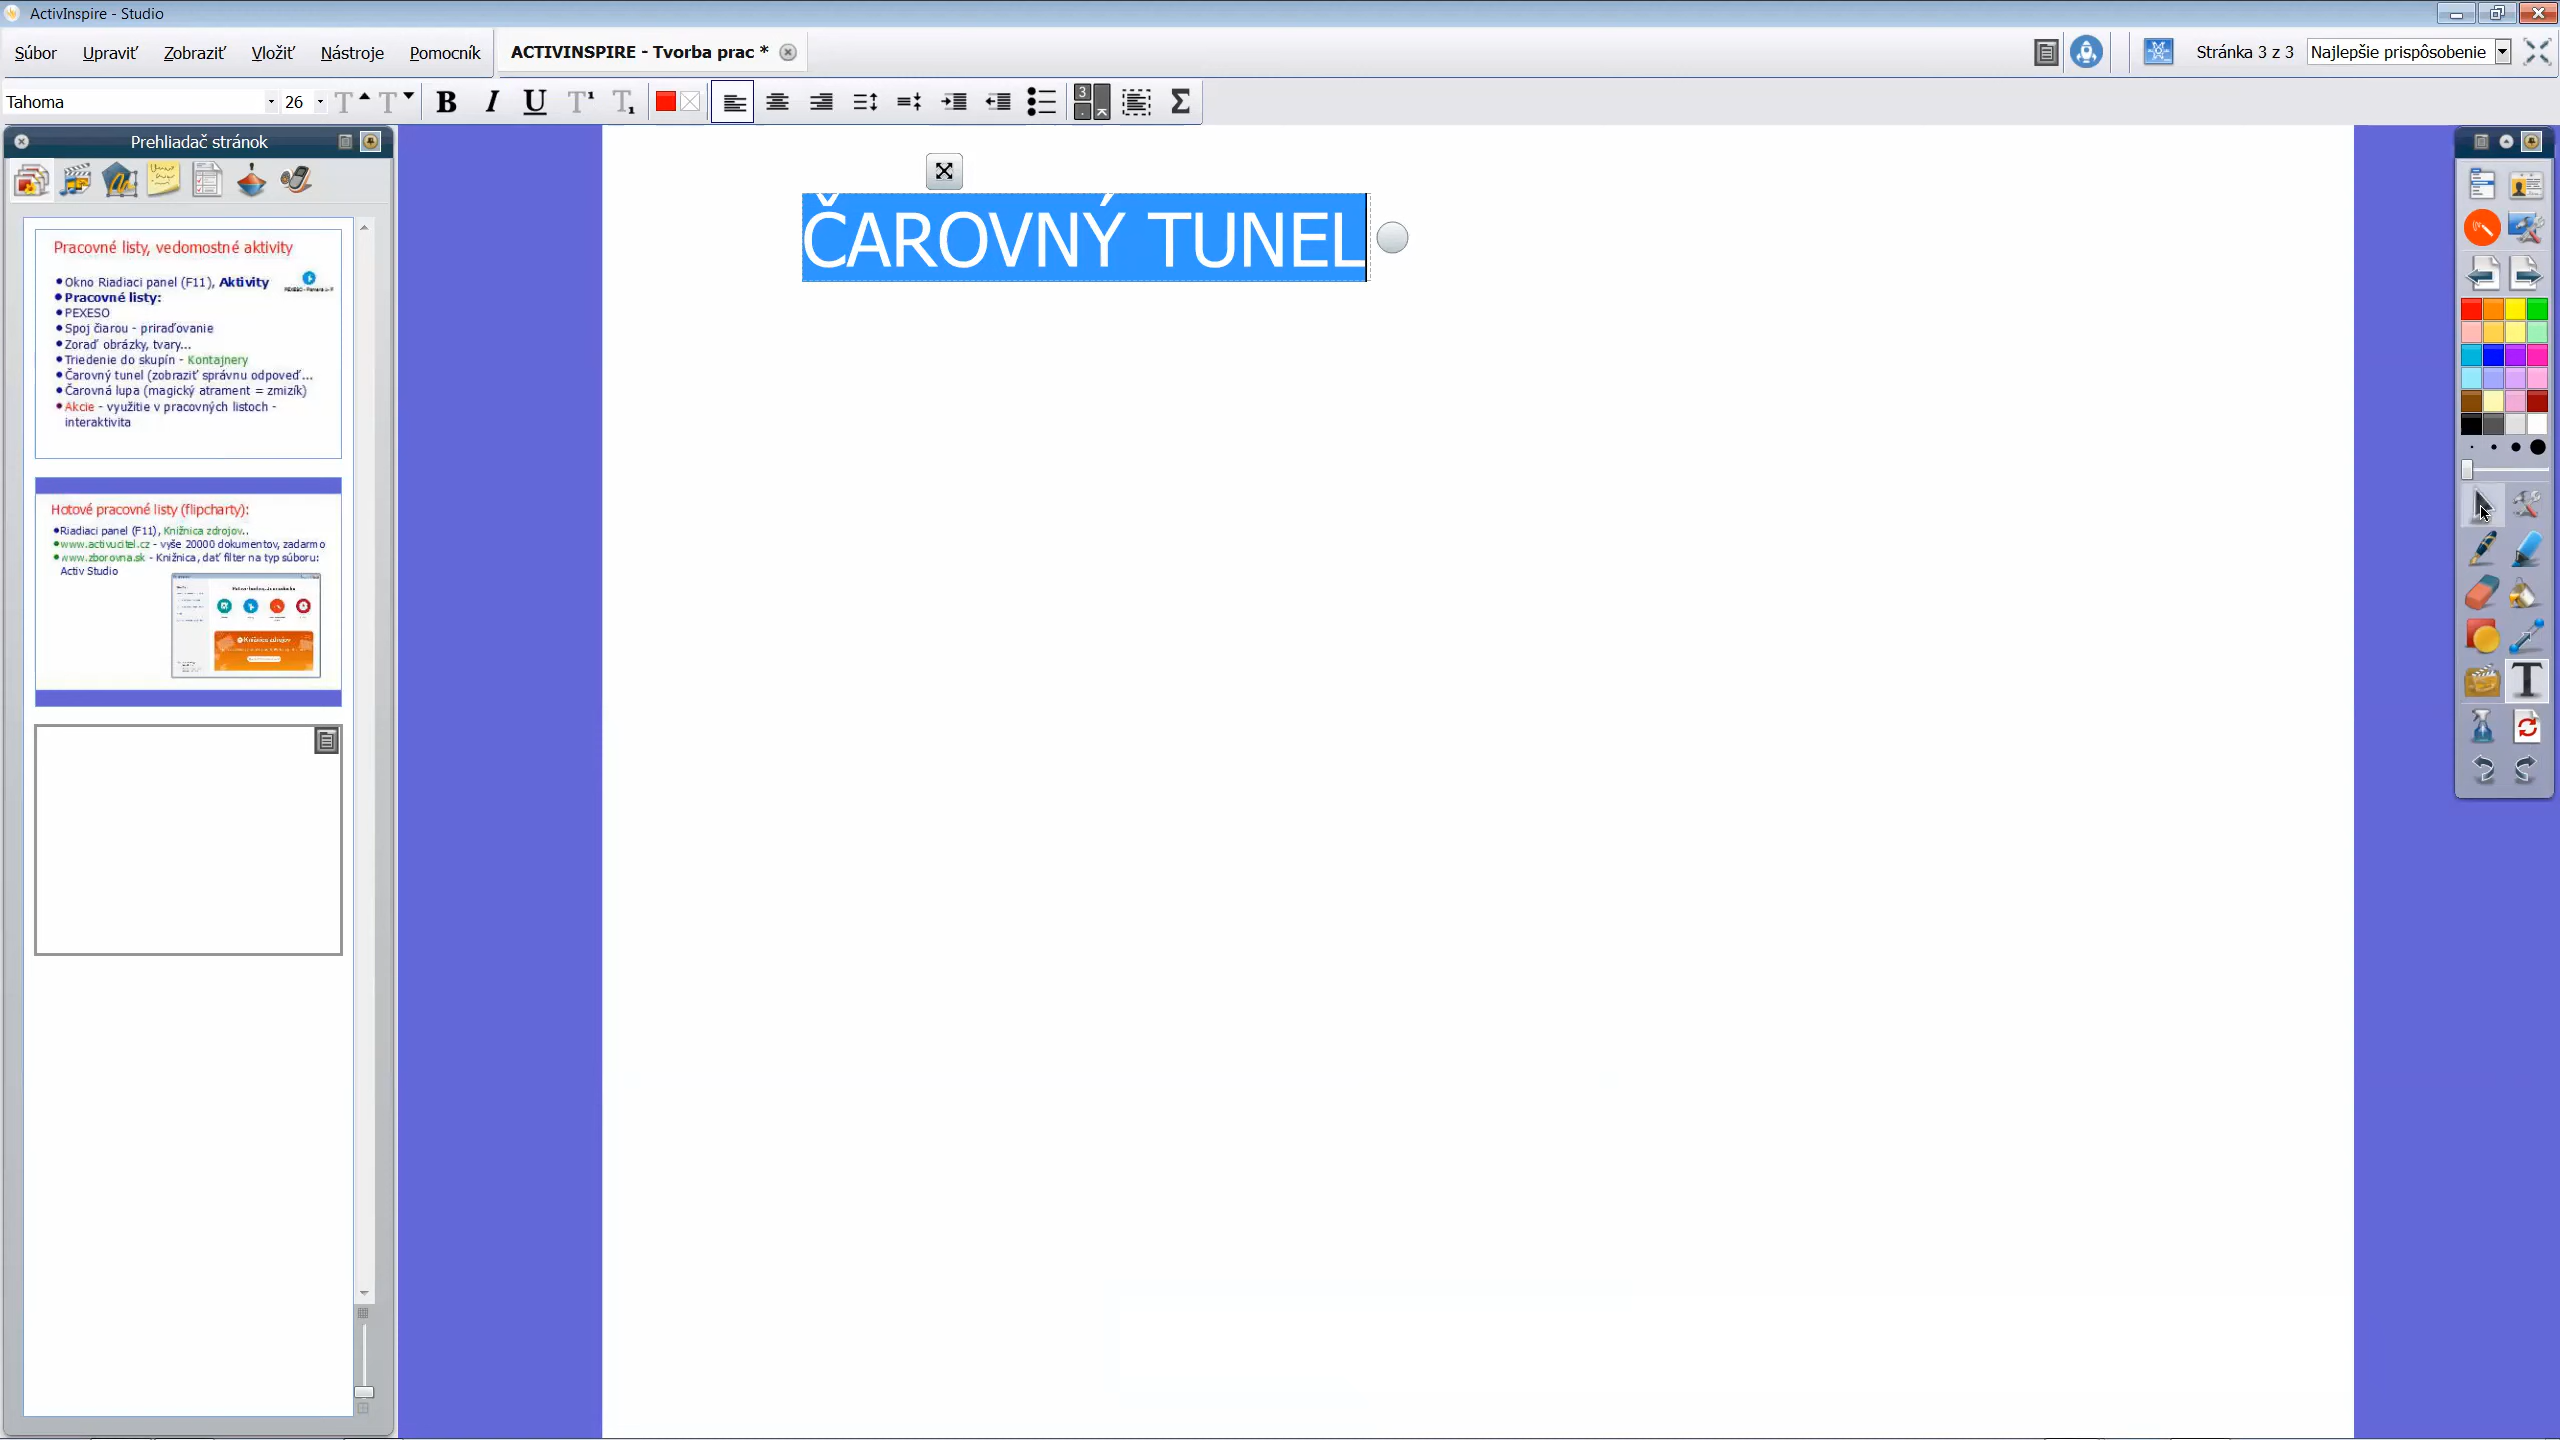 ActivInspire - Studio
Súbor Upraviť Zobraziť Vložiť Nástroje Pomocník
ACTIVINSPIRE - Tvorba prac *
Stránka 3 z 3 Najlepšie prispôsobenie
Tahoma 26
Prehliadač stránok
Pracovné listy, vedomostné aktivity
Okno Riadiaci panel (F11), Aktivity
Pracovné listy:
PEXESO
Spoj čiarou - priraďovanie
Zoraď obrázky, tvary...
Triedenie do skupín - Kontajnery
Čarovný tunel (zobraziť správnu odpoveď...
Čarovná lupa (magický atrament = zmizík)
Akcie - využitie v pracovných listoch -
interaktivita
Hotové pracovné listy (flipcharty):
Riadiaci panel (F11), Knižnica zdrojov..
www.activucitel.cz - vyše 20000 dokumentov, zadarmo
www.zborovna.sk - Knižnica, dať filter na typ súboru:
Activ Studio
Knižnica zdrojov
ČAROVNÝ TUNEL